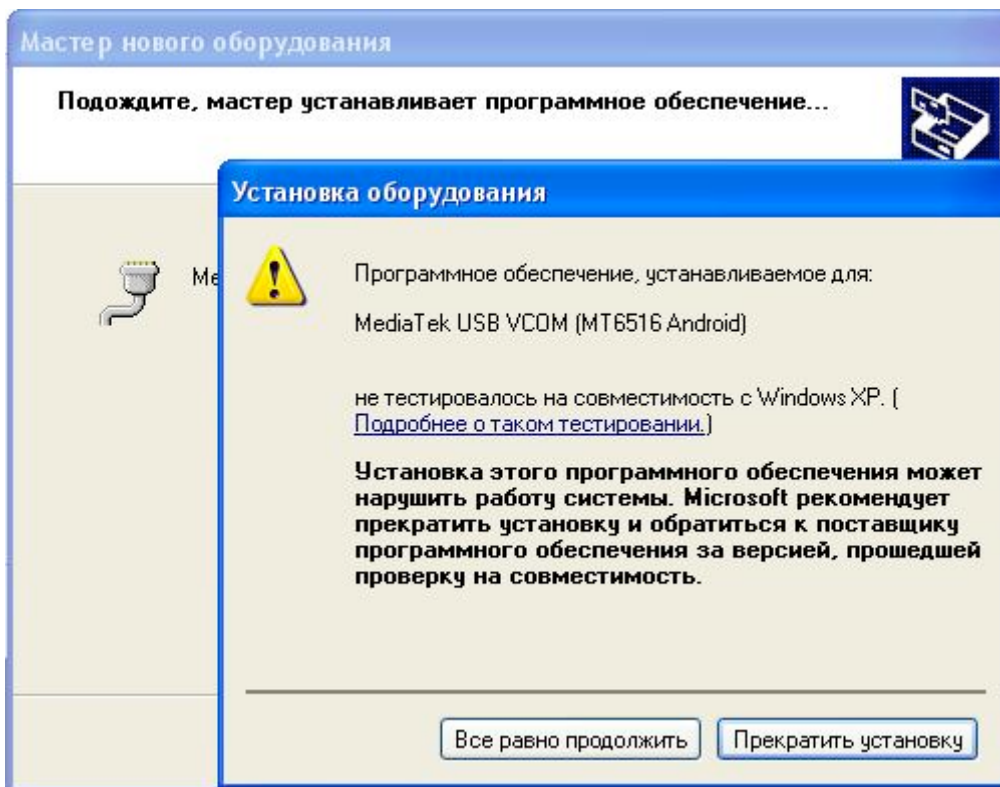 Мастер нового оборудования
Подождите, мастер устанавливает программное обеспечение...
Установка оборудования
Ме
Программное обеспечение, устанавливаемое для:
MediaTek USB VCOM (MT6516 Android)
не тестировалось на совместимость с Windows XP. (
Подробнее о таком тестировании.)
Установка этого программного обеспечения может
нарушить работу системы. Microsoft рекомендует
прекратить установку и обратиться к поставщику
программного обеспечения за версией, прошедшей
проверку на совместимость.
Все равно продолжить
Прекратить установку